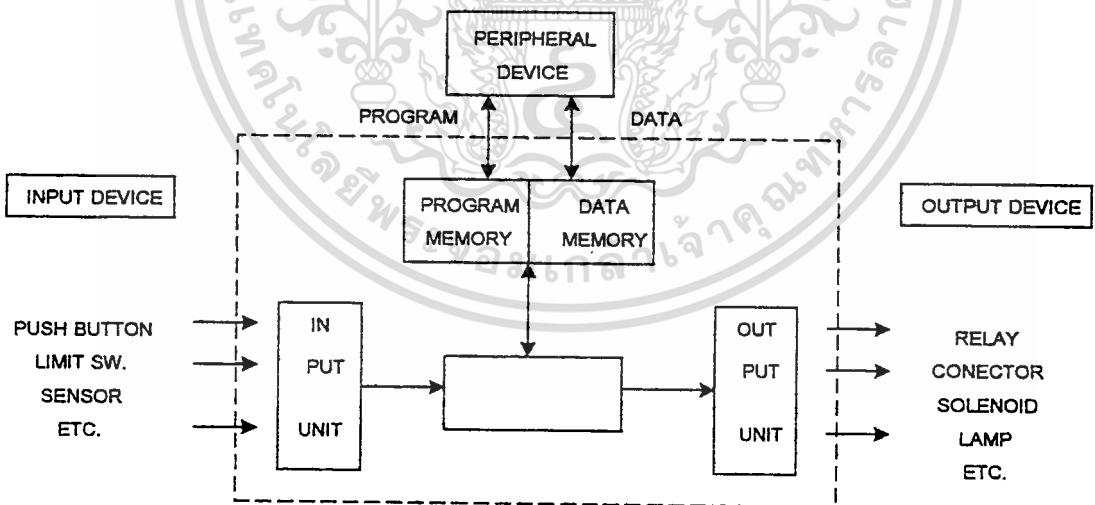 PERIPHERAL
DEVICE
PROGRAM
DATA
INPUT DEVICE
PROGRAM
MEMORY
DATA
MEMORY
OUTPUT DEVICE
PUSH BUTTON
LIMIT SW.
SENSOR
ETC.
IN
PUT
UNIT
OUT
PUT
UNIT
RELAY
CONECTOR
SOLENOID
LAMP
ETC.